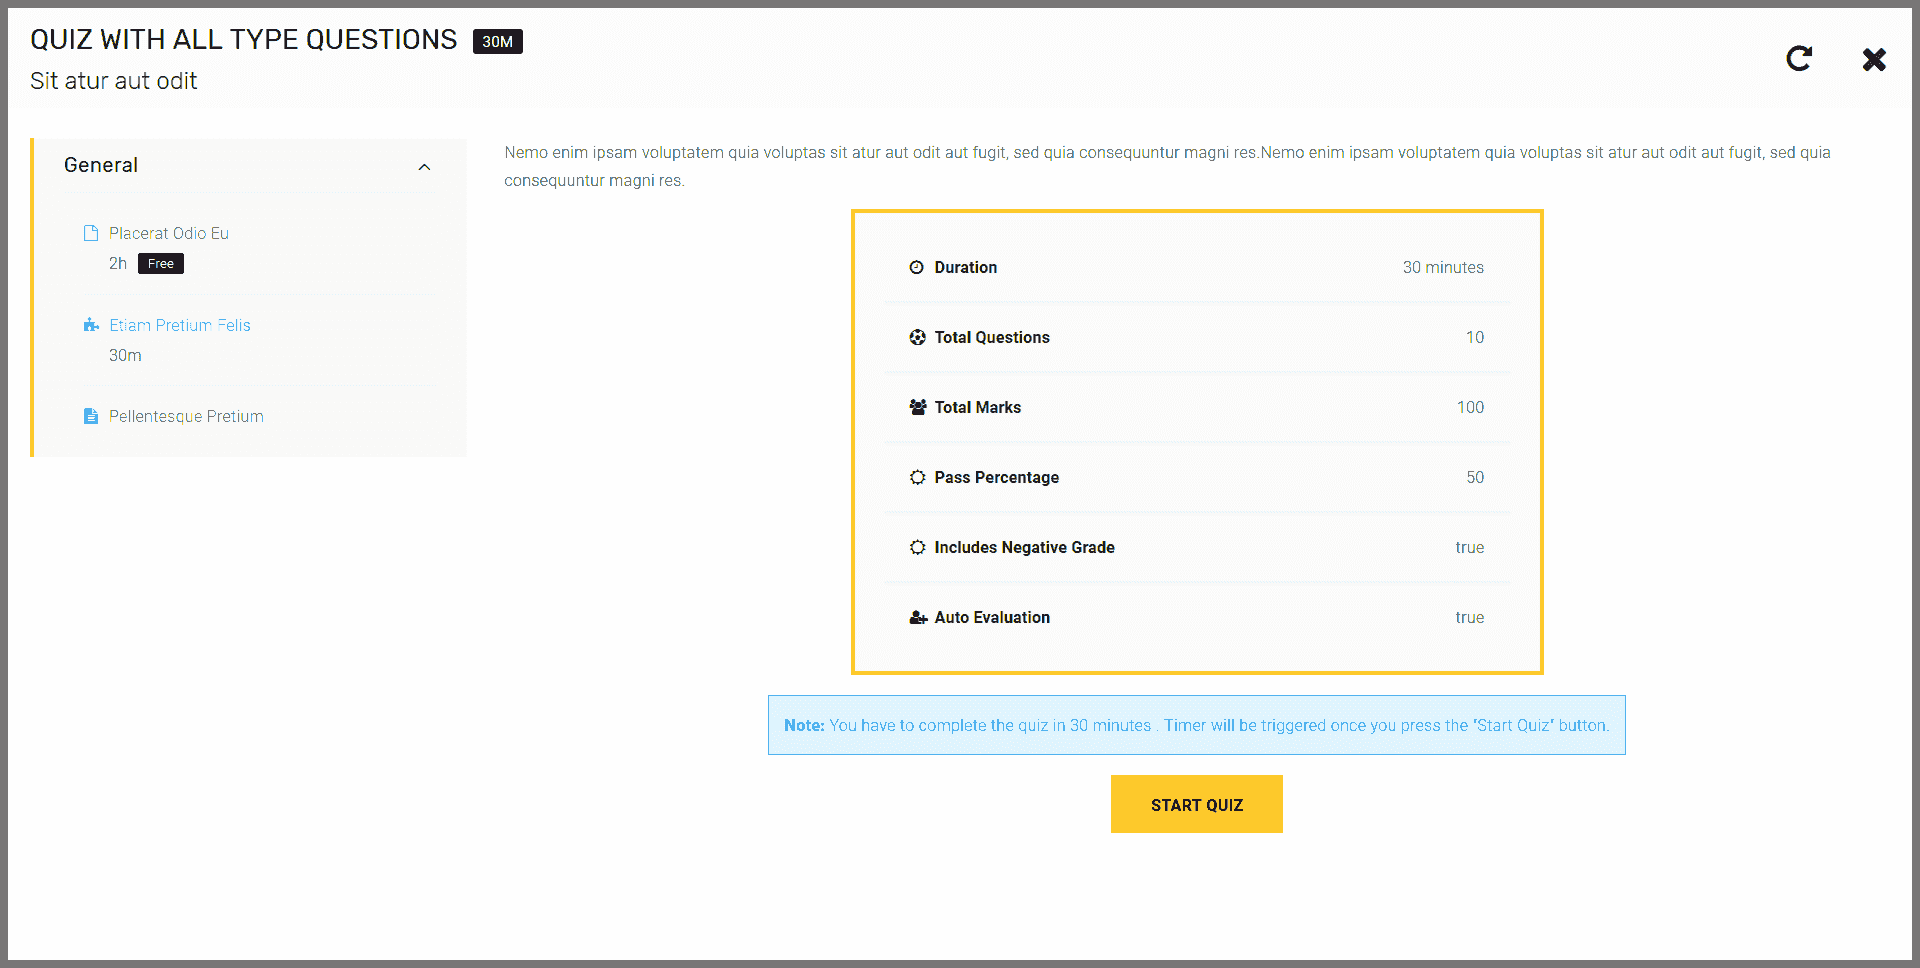 QUIZ WITH ALL TYPE QUESTIONS 30M
Sit atur aut odit
General
Placerat Odio Eu
2h Free
Etiam Pretium Felis
30m
Pellentesque Pretium
Nemo enim ipsam voluptatem quia voluptas sit atur aut odit aut fugit, sed quia consequuntur magni res.Nemo enim ipsam voluptatem quia voluptas sit atur aut odit aut fugit, sed quia
consequuntur magni res.
Duration 30 minutes
Total Questions 10
Total Marks 100
Pass Percentage 50
Includes Negative Grade true
Auto Evaluation true
Note: You have to complete the quiz in 30 minutes . Timer will be triggered once you press the "Start Quiz" button.
START QUIZ